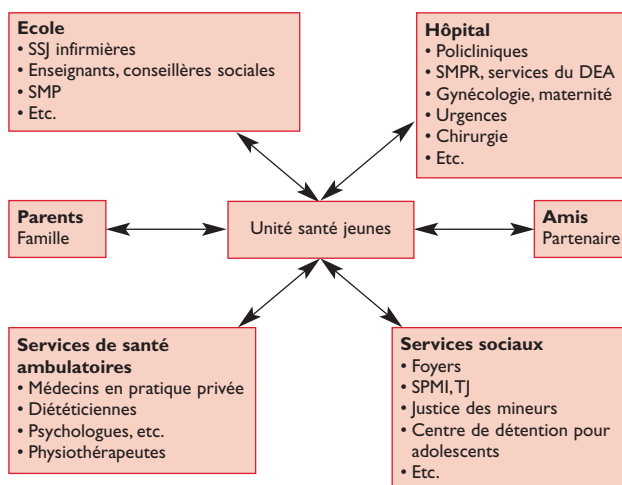 Ecole
• SSJ infirmières
• Enseignants, conseillères sociales
• SMP
• Etc.
Hôpital
• Policliniques
• SMPR, services du DEA
• Gynécologie, maternité
• Urgences
• Chirurgie
• Etc.
Parents
Famille
Unité santé jeunes
Amis
Partenaire
Services de santé
ambulatoires
• Médecins en pratique privée
• Diététiciennes
• Psychologues, etc.
• Physiothérapeutes
Services sociaux
• Foyers
• SPMI, TJ
• Justice des mineurs
• Centre de détention pour
adolescents
• Etc.